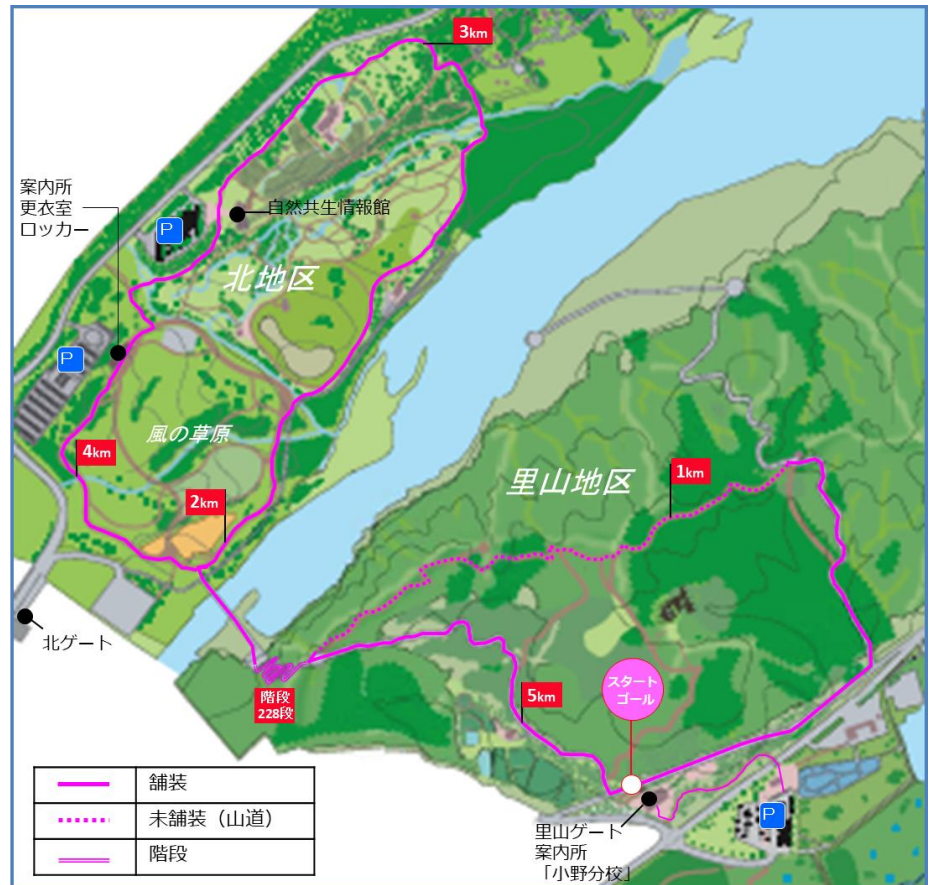 3km
案内所
更衣室
ロッカー
P
自然共生情報館
北地区
P
風の草原
4km
2km
里山地区
1km
北ゲート
階段
228段
5km
スタート
ゴール
舗装
未舗装（山道）
階段
P
里山ゲート
案内所
「小野分校」